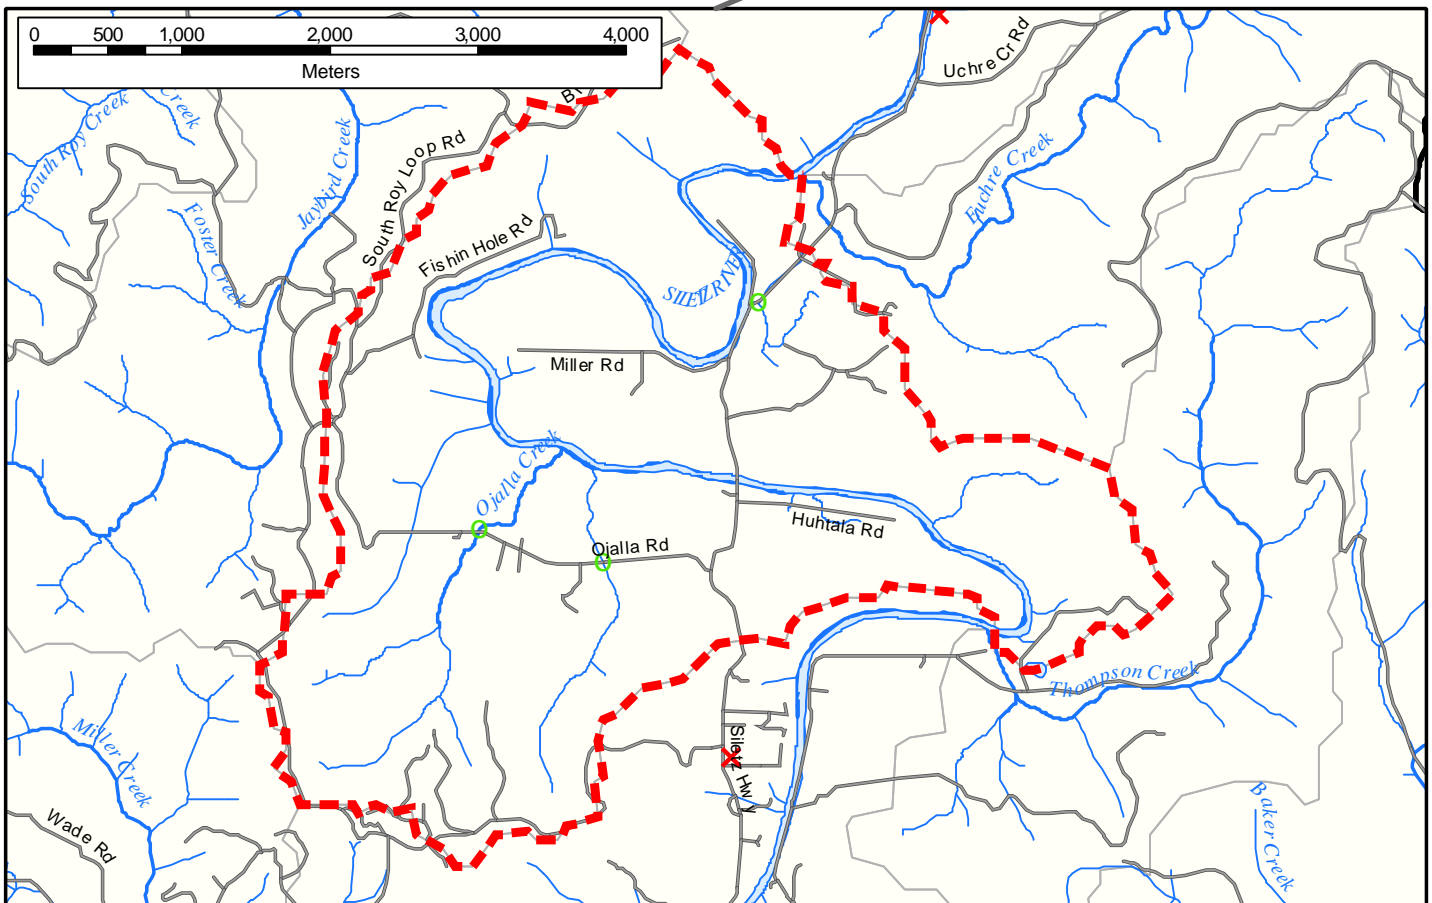 0 500 1,000 2,000 3,000 4,000
Meters
Uchre Cr Rd
South Roy Creek
Creek
Jaybird Creek
South Roy Loop Rd
Euchre Creek
Foster Creek
Fishin Hole Rd
SILETZ RIVER
Miller Rd
Ojalla Creek
Huhtala Rd
Ojalla Rd
Thompson Creek
Miller Creek
Siletz Hwy
Wade Rd
Baker Creek